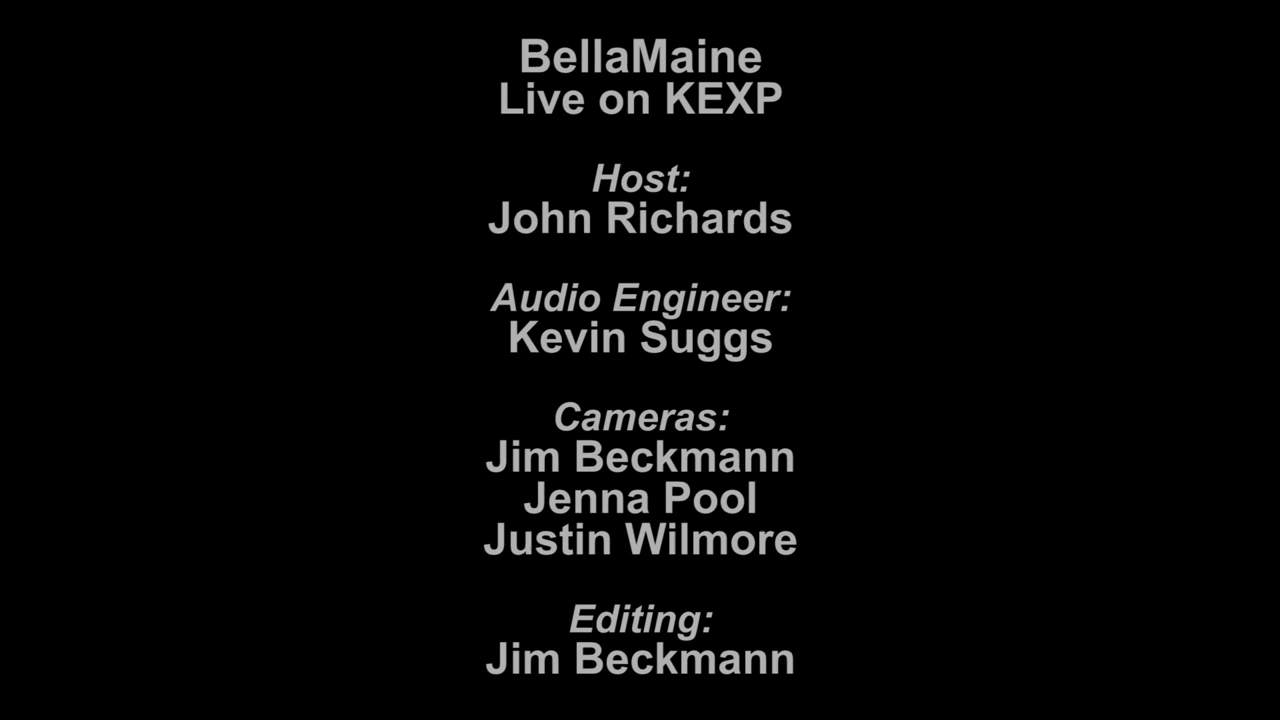 BellaMaine
Live on KEXP
Host:
John Richards
Audio Engineer:
Kevin Suggs
Cameras:
Jim Beckmann
Jenna Pool
Justin Wilmore
Editing:
Jim Beckmann